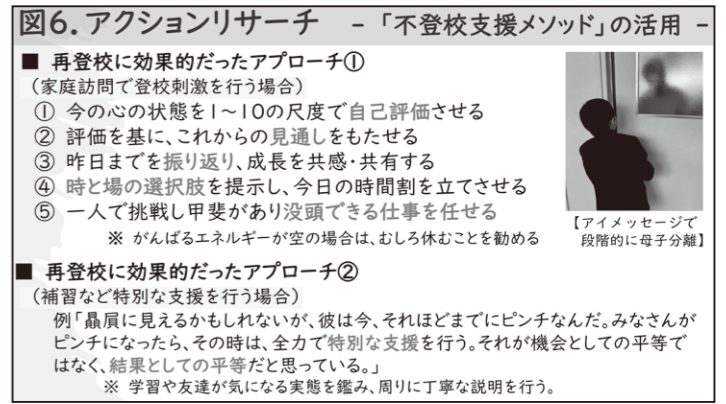 図6．アクションリサーチ －「不登校支援メソッド」の活用－
■ 再登校に効果的だったアプローチ①
（家庭訪問で登校刺激を行う場合）
① 今の心の状態を1～10の尺度で自己評価させる
② 評価を基に、これからの見通しをもたせる
③ 昨日までを振り返り、成長を共感・共有する
④ 時と場の選択肢を提示し、今日の時間割を立てさせる
⑤ 一人で挑戦し甲斐があり没頭できる仕事を任せる
※ がんばるエネルギーが空の場合は、むしろ休むことを勧める
【アイメッセージで
段階的に母子分離】
■ 再登校に効果的だったアプローチ②
（補習など特別な支援を行う場合）
例「贔屓に見えるかもしれないが、彼は今、それほどまでにピンチなんだ。みなさんが
ピンチになったら、その時は、全力で特別な支援を行う。それが機会としての平等で
はなく、結果としての平等だと思っている。」
※ 学習や友達が気になる実態を鑑み、周りに丁寧な説明を行う。